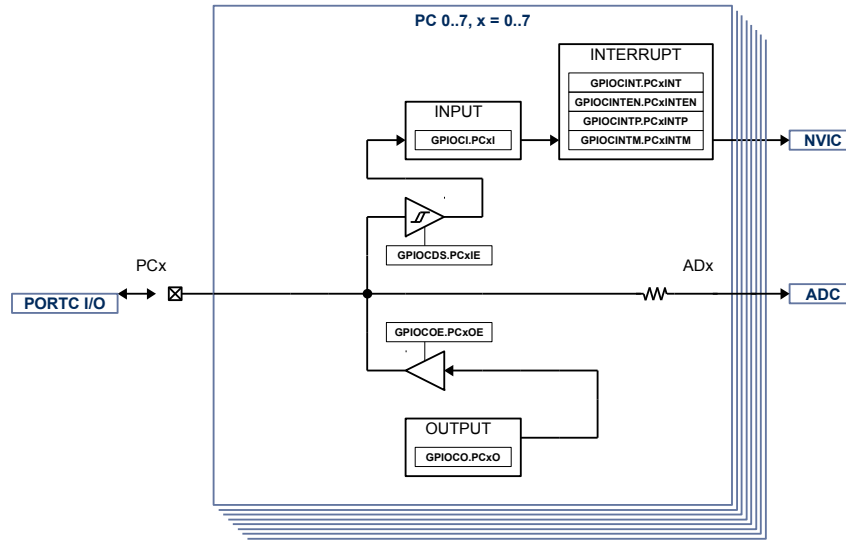 PC 0..7, x = 0..7
INTERRUPT
GPIOCINT.PCxINT
GPIOCINTEN.PCxINTEN
GPIOCINTP.PCxINTP
GPIOCINTM.PCxINTM
INPUT
GPIOCI.PCxI
NVIC
GPIOCDS.PCxIE
PCx
ADx
PORTC I/O
ADC
GPIOCOE.PCxOE
OUTPUT
GPIOCO.PCxO